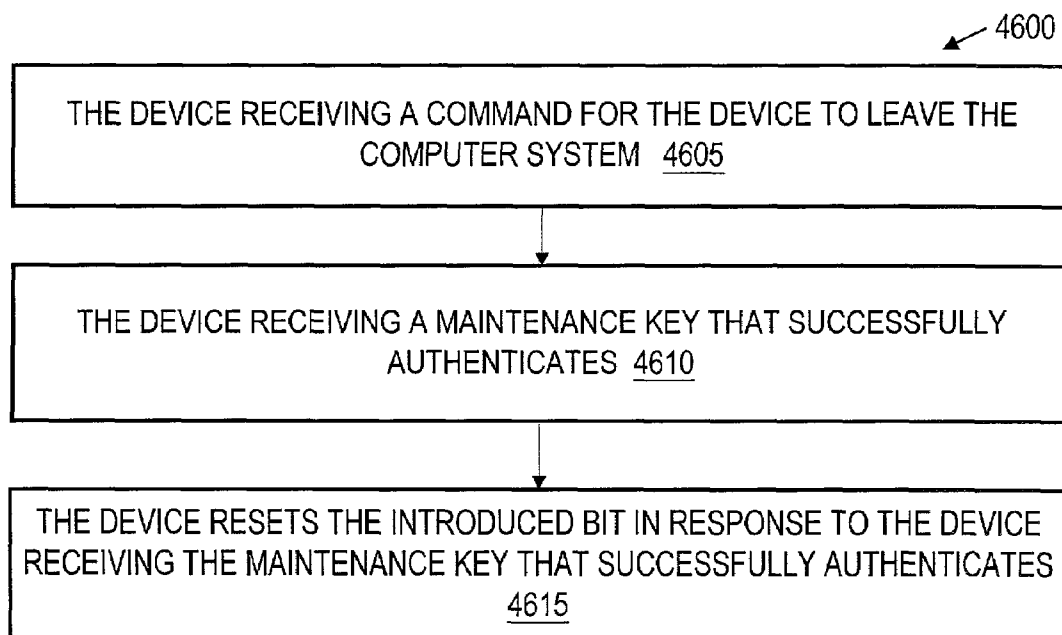 4600
THE DEVICE RECEIVING A COMMAND FOR THE DEVICE TO LEAVE THE
COMPUTER SYSTEM 4605
THE DEVICE RECEIVING A MAINTENANCE KEY THAT SUCCESSFULLY
AUTHENTICATES 4610
THE DEVICE RESETS THE INTRODUCED BIT IN RESPONSE TO THE DEVICE
RECEIVING THE MAINTENANCE KEY THAT SUCCESSFULLY AUTHENTICATES
4615